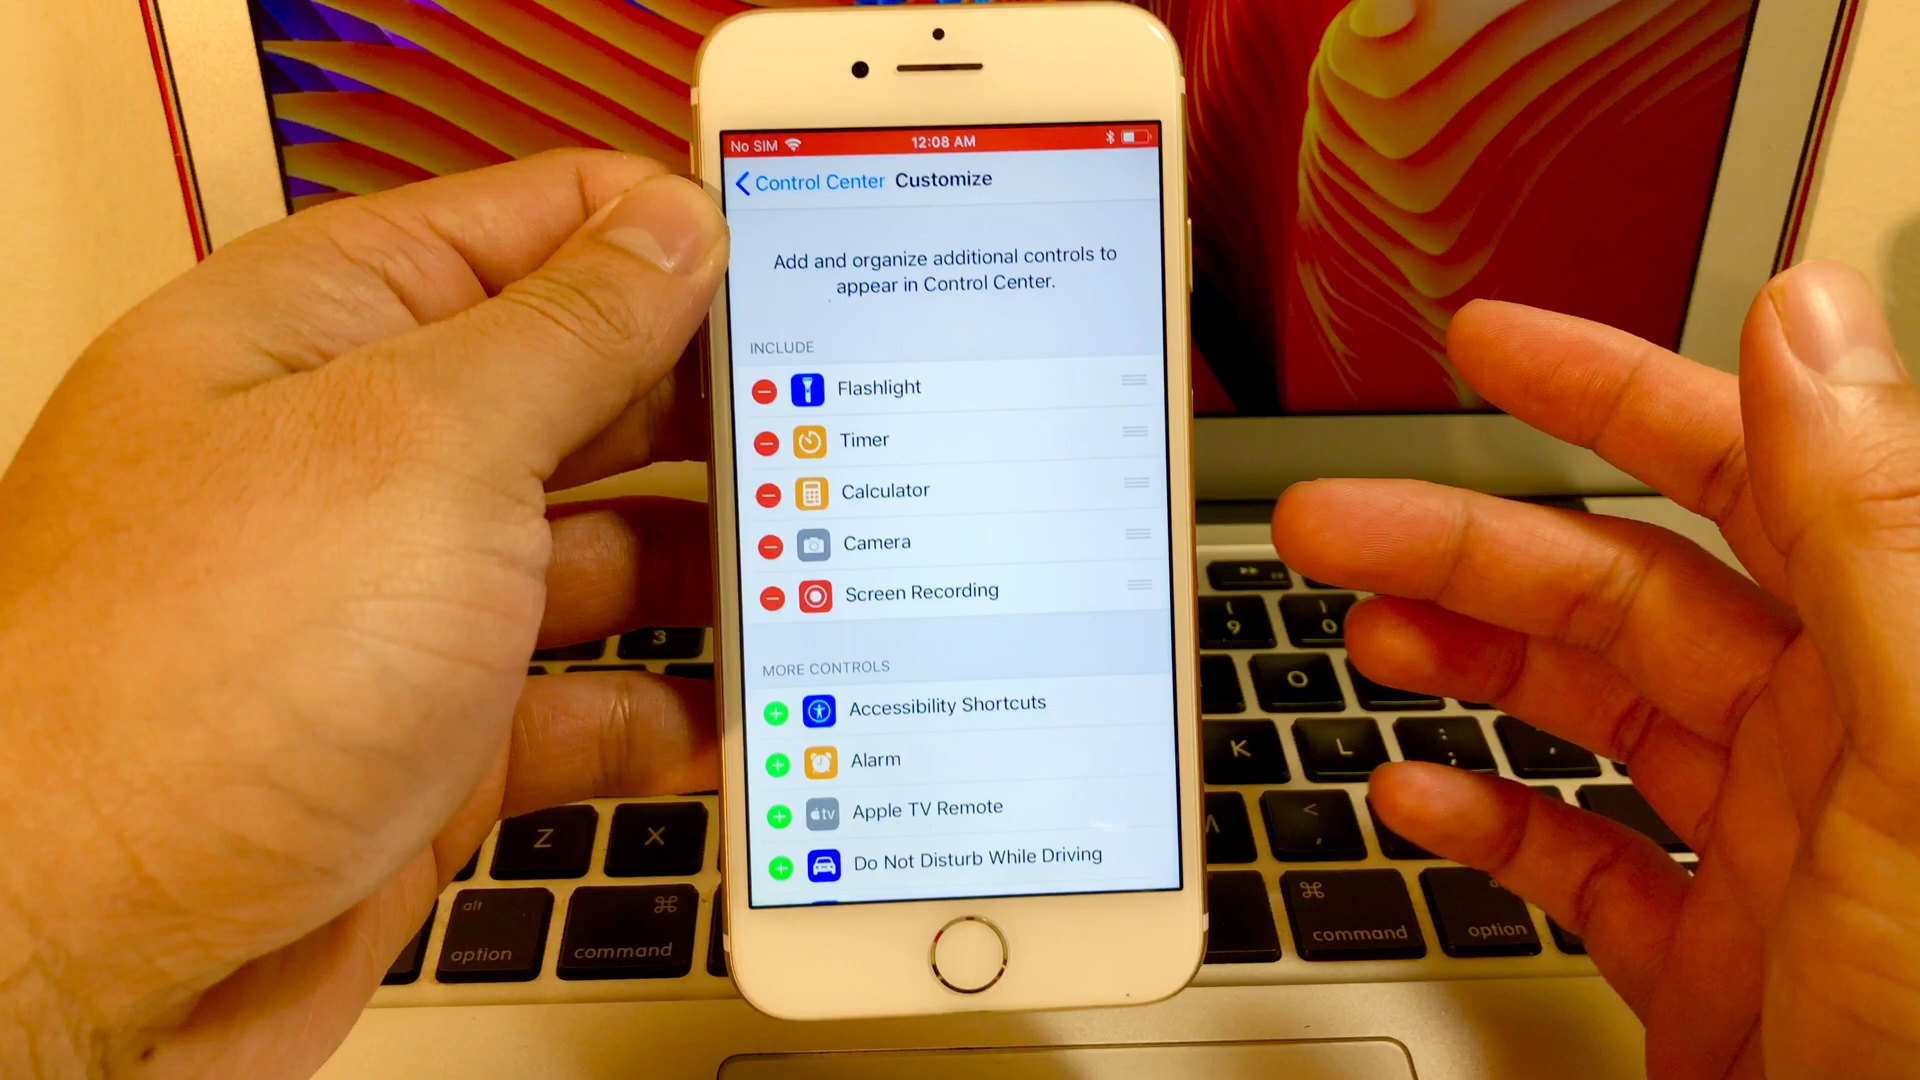 No SIM 12:08 AM
Control Center Customize
Add and organize additional controls to
appear in Control Center.
INCLUDE
Flashlight
Timer
Calculator
Camera
Screen Recording
MORE CONTROLS
Accessibility Shortcuts
Alarm
tv Apple TV Remote
Do Not Disturb While Driving
3
9
0
O
K
L
: ;
< ,
Z
X
alt
option
⌘
command
⌘
command
option